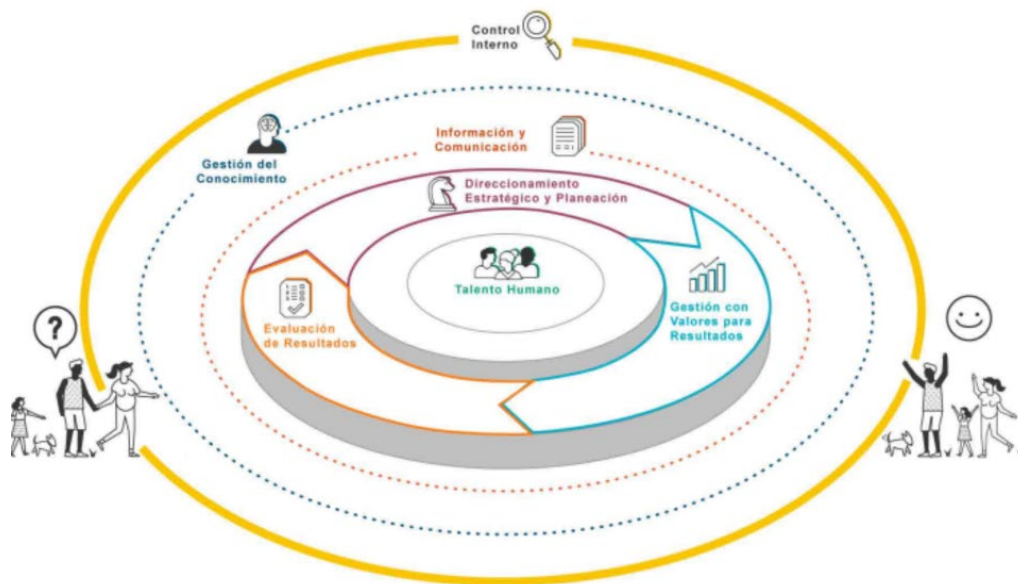 Control
Interno
Información y
Comunicación
Gestión del
Conocimiento
Direccionamiento
Estratégico y Planeación
Talento Humano
Gestión con
Valores para
Resultados
Evaluación
de Resultados
?